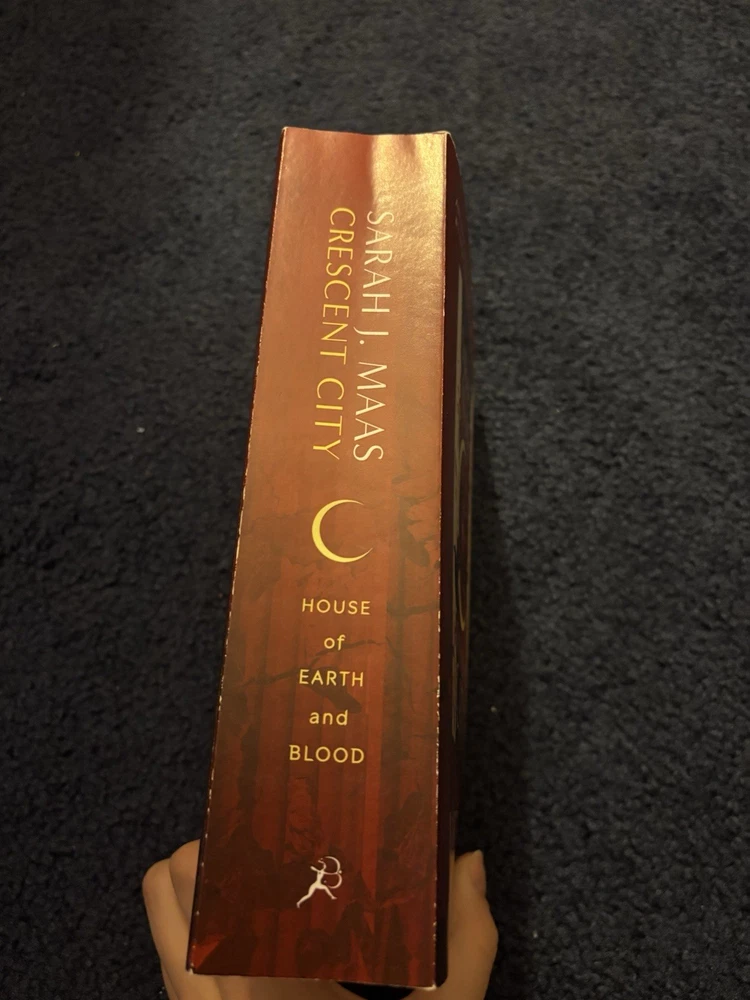 SARAH J. MAAS
CRESCENT CITY
HOUSE
of
EARTH
and
BLOOD